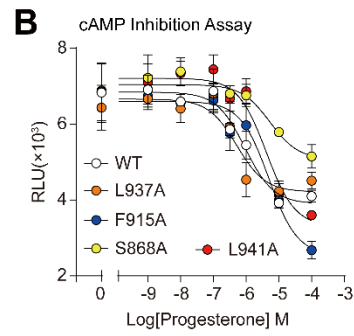 B cAMP Inhibition Assay
8
6
4
2
RLU(×10³)
WT
L937A
F915A
S868A
L941A
0 -9 -8 -7 -6 -5 -4 -3
Log[Progesterone] M